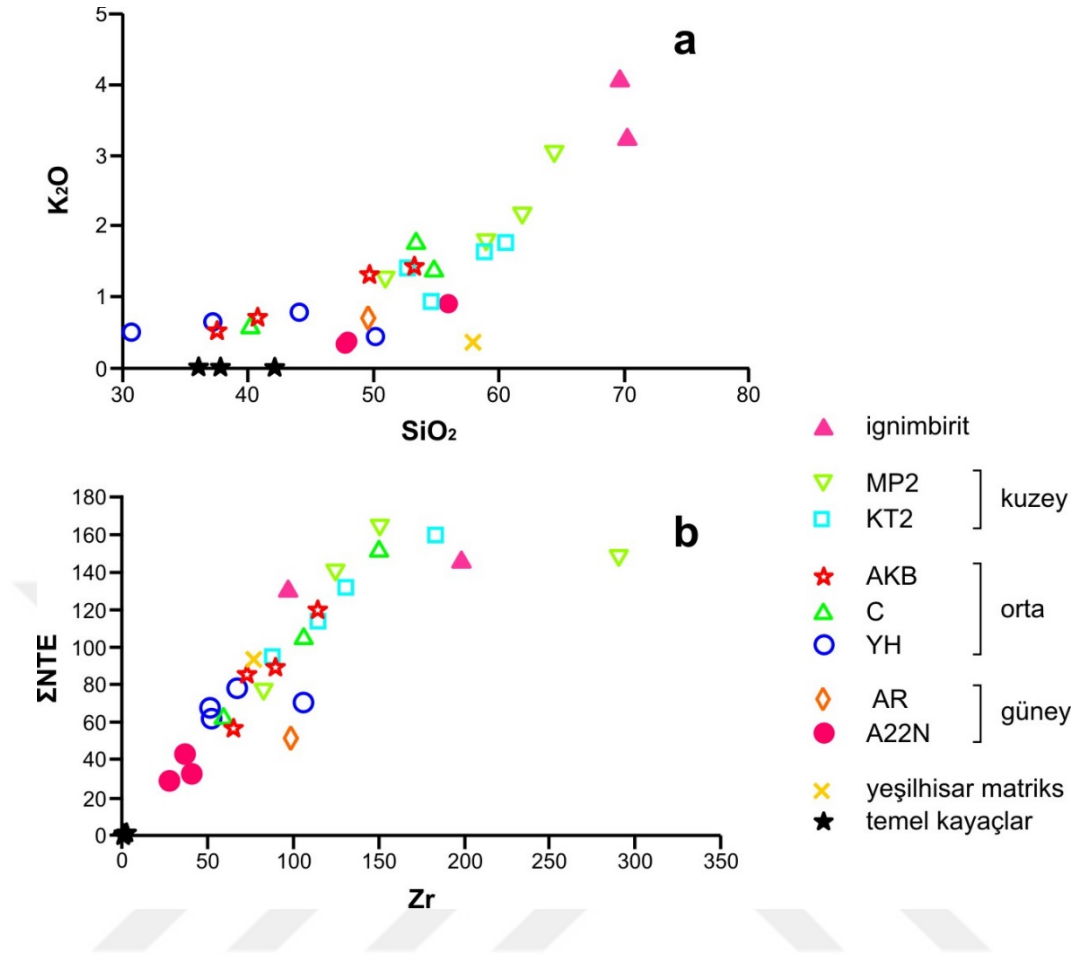 a
5
4
3
2
1
0
K₂O
30 40 50 60 70 80
SiO₂
b
180
160
140
120
100
80
60
40
20
0
ΣNTE
0 50 100 150 200 250 300 350
Zr
ignimbirit
MP2
KT2
kuzey
AKB
C
YH
orta
AR
A22N
güney
yeşilhisar matriks
temel kayaçlar